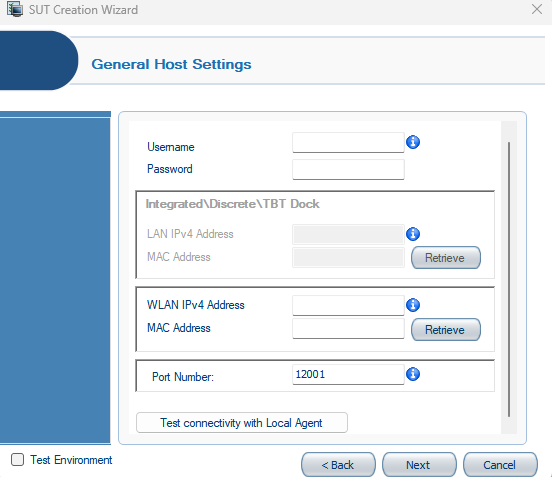 SUT Creation Wizard
General Host Settings
Username
Password
Integrated\Discrete\TBT Dock
LAN IPv4 Address
MAC Address
Retrieve
WLAN IPv4 Address
MAC Address
Retrieve
Port Number:
12001
Test connectivity with Local Agent
Test Environment
< Back
Next
Cancel